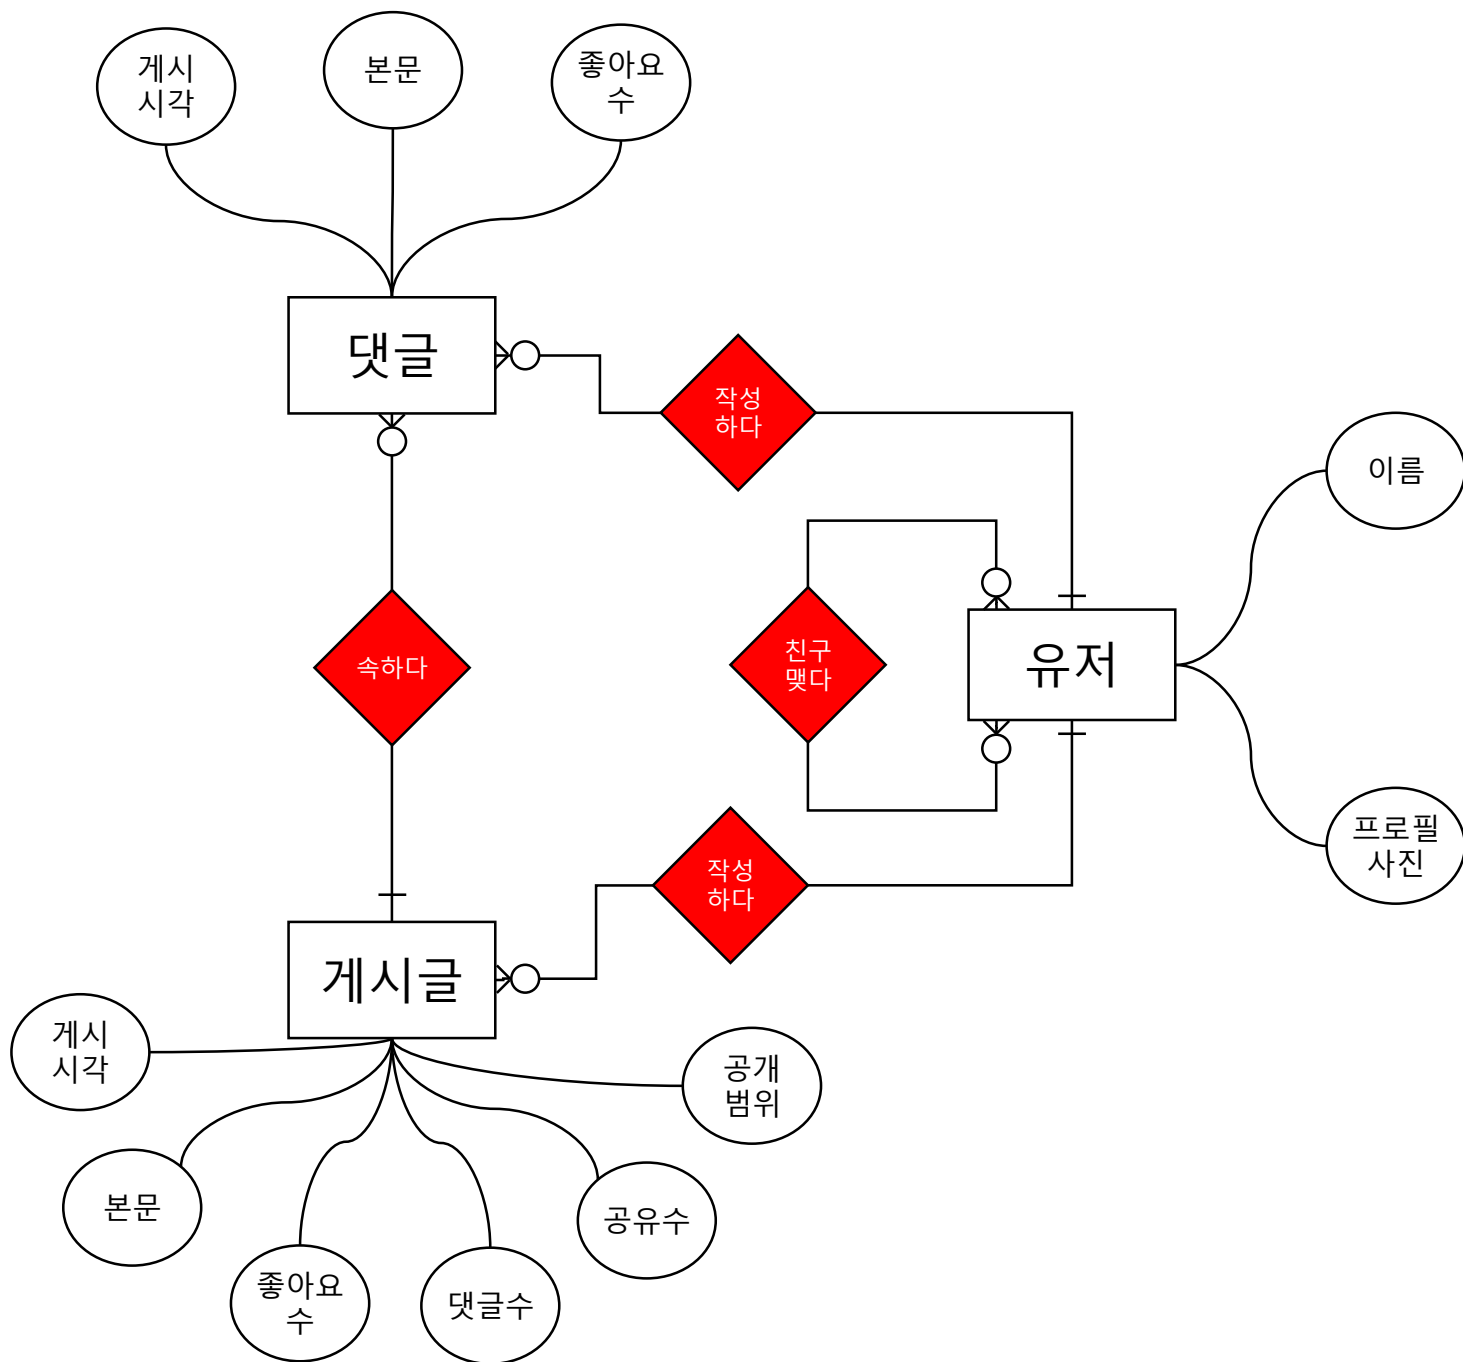 게시
시각
본문
좋아요
수
댓글
작성
하다
이름
속하다
친구
맺다
유저
프로필
사진
작성
하다
게시글
게시
시각
공개
범위
본문
공유수
좋아요
수
댓글수